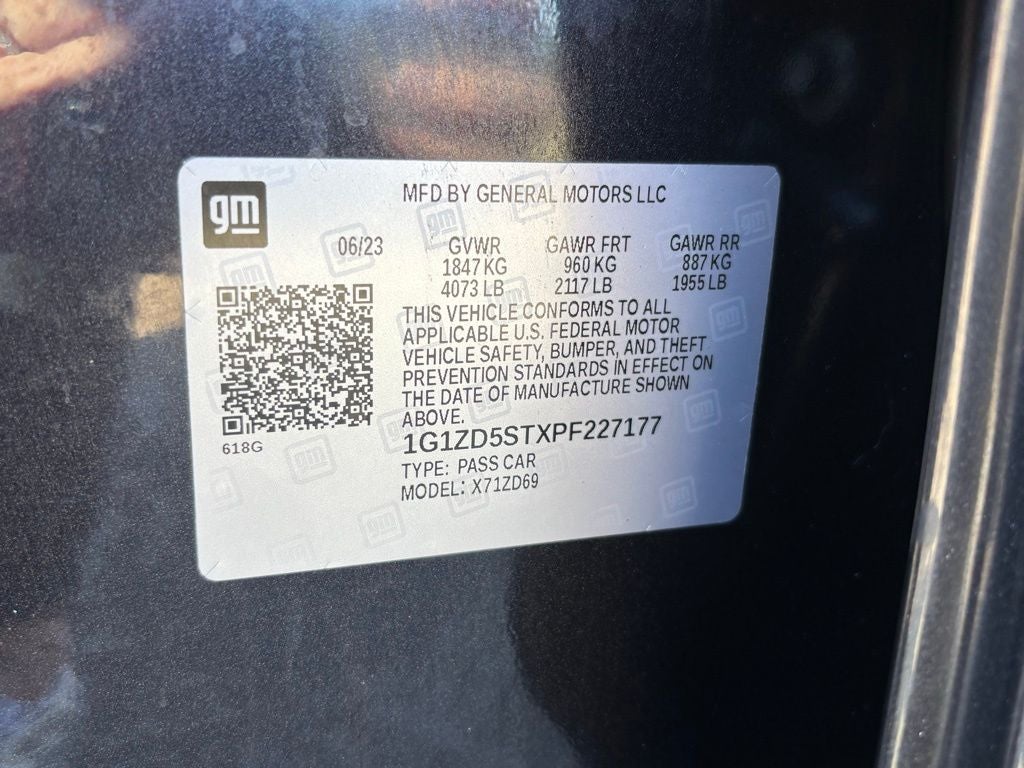 gm
MFD BY GENERAL MOTORS LLC
06/23 GVWR GAWR FRT GAWR RR
1847 KG 960 KG 887 KG
4073 LB 2117 LB 1955 LB
THIS VEHICLE CONFORMS TO ALL
APPLICABLE U.S. FEDERAL MOTOR
VEHICLE SAFETY, BUMPER, AND THEFT
PREVENTION STANDARDS IN EFFECT ON
THE DATE OF MANUFACTURE SHOWN
ABOVE.
618G
1G1ZD5STXPF227177
TYPE: PASS CAR
MODEL: X71ZD69